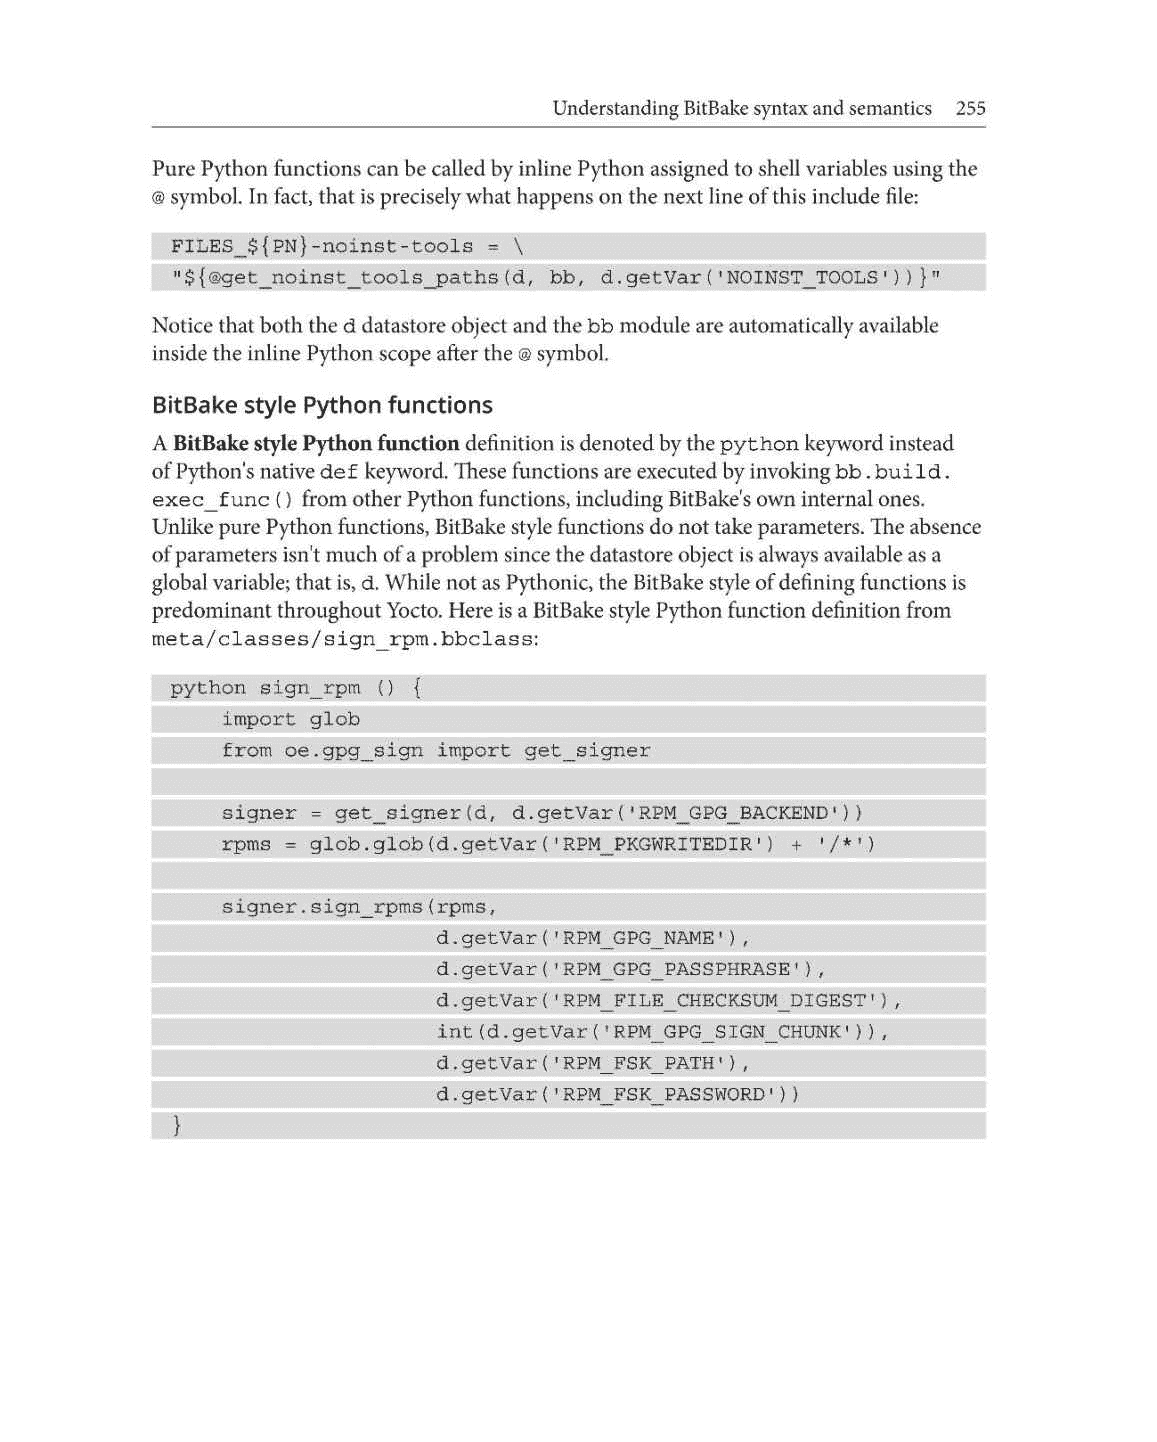 Understanding BitBake syntax and semantics 255
Pure Python functions can be called by inline Python assigned to shell variables using the
@ symbol. In fact, that is precisely what happens on the next line of this include file:
FILES_${PN}-noinst-tools = \
"${@get_noinst_tools_paths(d, bb, d.getVar('NOINST_TOOLS'))}"
Notice that both the d datastore object and the bb module are automatically available
inside the inline Python scope after the @ symbol.
BitBake style Python functions
A BitBake style Python function definition is denoted by the python keyword instead
of Python's native def keyword. These functions are executed by invoking bb.build.
exec_func() from other Python functions, including BitBake's own internal ones.
Unlike pure Python functions, BitBake style functions do not take parameters. The absence
of parameters isn't much of a problem since the datastore object is always available as a
global variable; that is, d. While not as Pythonic, the BitBake style of defining functions is
predominant throughout Yocto. Here is a BitBake style Python function definition from
meta/classes/sign_rpm.bbclass:
python sign_rpm () {
    import glob
    from oe.gpg_sign import get_signer
    signer = get_signer(d, d.getVar('RPM_GPG_BACKEND'))
    rpms = glob.glob(d.getVar('RPM_PKGWRITEDIR') + '/*')
    signer.sign_rpms(rpms,
                     d.getVar('RPM_GPG_NAME'),
                     d.getVar('RPM_GPG_PASSPHRASE'),
                     d.getVar('RPM_FILE_CHECKSUM_DIGEST'),
                     int(d.getVar('RPM_GPG_SIGN_CHUNK')),
                     d.getVar('RPM_FSK_PATH'),
                     d.getVar('RPM_FSK_PASSWORD'))
}